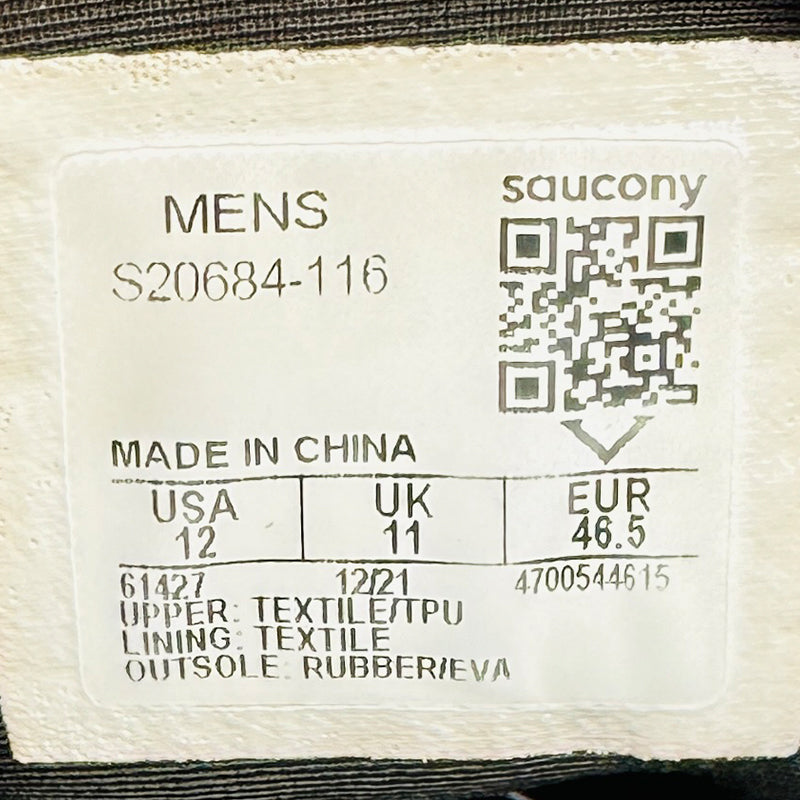 saucony
MENS
S20684-116
MADE IN CHINA
USA UK EUR
12 11 46.5
61427 12/21 4700544615
UPPER: TEXTILE/TPU
LINING: TEXTILE
OUTSOLE: RUBBER/EVA